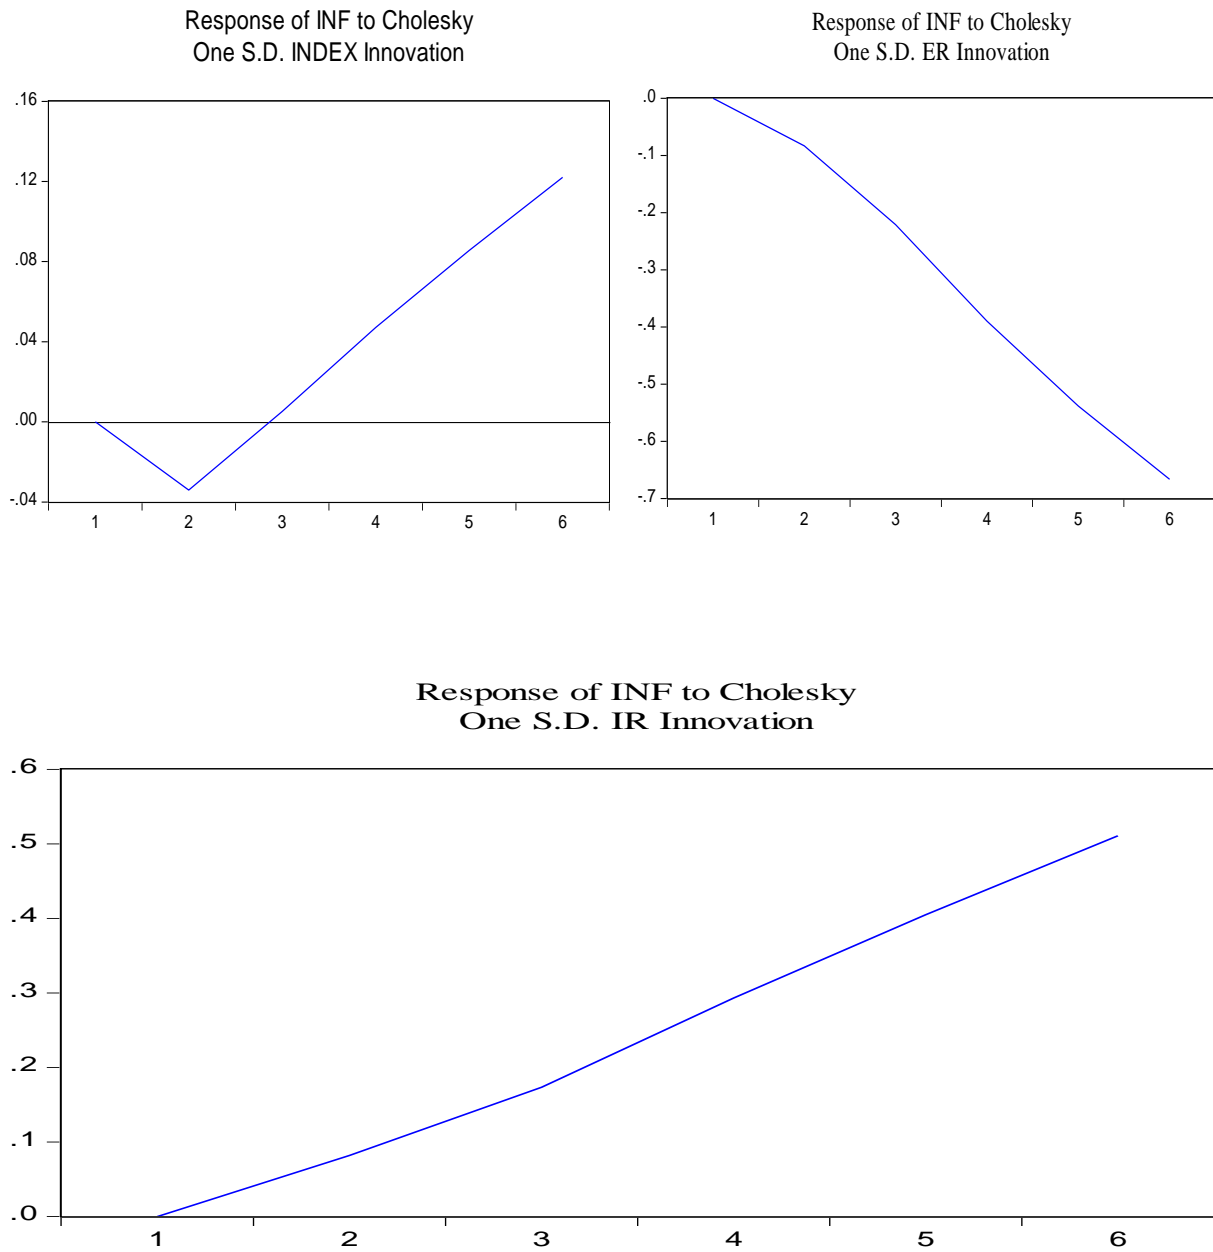 Response of INF to Cholesky
One S.D. INDEX Innovation
.16
.12
.08
.04
.00
-.04
1 2 3 4 5 6
Response of INF to Cholesky
One S.D. ER Innovation
.0
-.1
-.2
-.3
-.4
-.5
-.6
-.7
1 2 3 4 5 6
Response of INF to Cholesky
One S.D. IR Innovation
.6
.5
.4
.3
.2
.1
.0
1 2 3 4 5 6